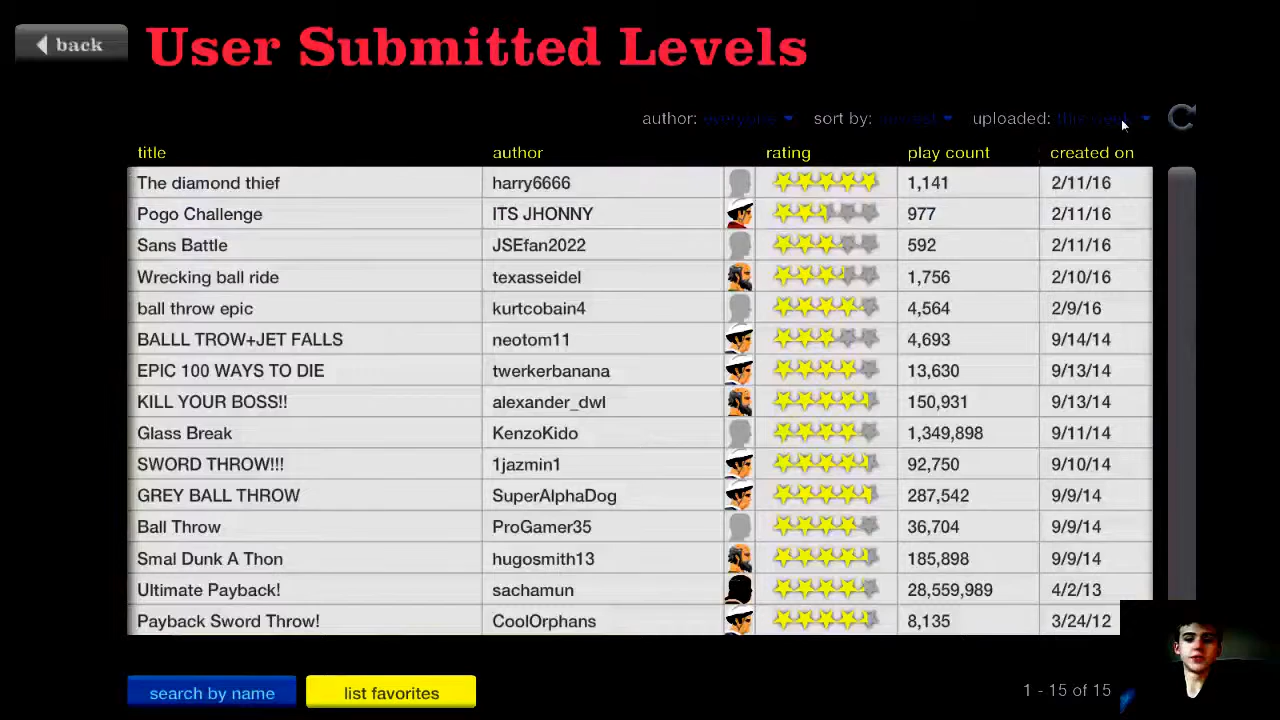 back
User Submitted Levels
author: everyone sort by: newest uploaded: this week
title author rating play count created on
The diamond thief harry6666 1,141 2/11/16
Pogo Challenge ITS JHONNY 977 2/11/16
Sans Battle JSEfan2022 592 2/11/16
Wrecking ball ride texasseidel 1,756 2/10/16
ball throw epic kurtcobain4 4,564 2/9/16
BALLL TROW+JET FALLS neotom11 4,693 9/14/14
EPIC 100 WAYS TO DIE twerkerbanana 13,630 9/13/14
KILL YOUR BOSS!! alexander_dwl 150,931 9/13/14
Glass Break KenzoKido 1,349,898 9/11/14
SWORD THROW!!! 1jazmin1 92,750 9/10/14
GREY BALL THROW SuperAlphaDog 287,542 9/9/14
Ball Throw ProGamer35 36,704 9/9/14
Smal Dunk A Thon hugosmith13 185,898 9/9/14
Ultimate Payback! sachamun 28,559,989 4/2/13
Payback Sword Throw! CoolOrphans 8,135 3/24/12
search by name list favorites 1 - 15 of 15